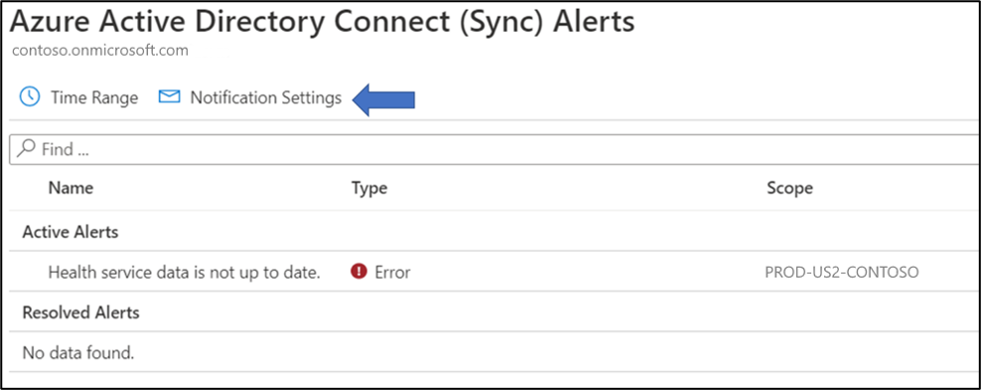 Azure Active Directory Connect (Sync) Alerts
contoso.onmicrosoft.com
Time Range Notification Settings
Find ...
Name Type Scope
Active Alerts
Health service data is not up to date. Error PROD-US2-CONTOSO
Resolved Alerts
No data found.